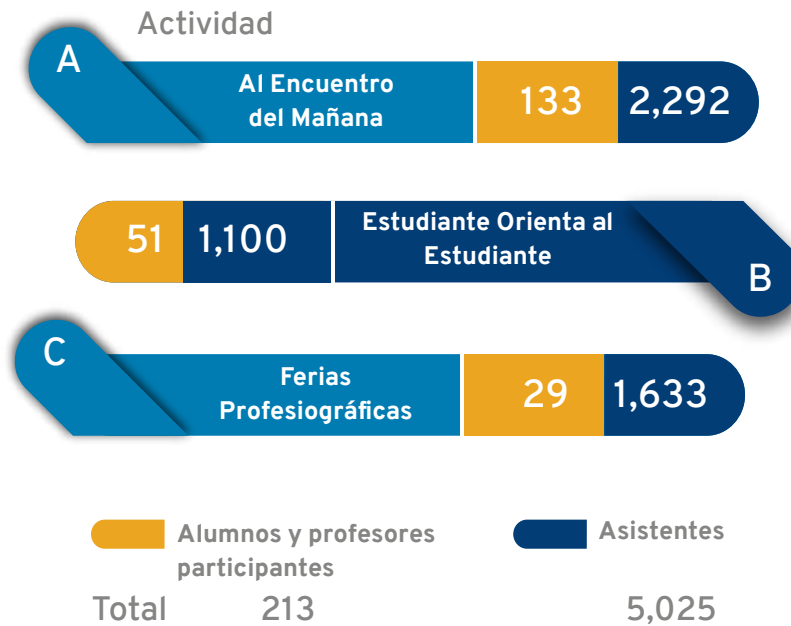 Actividad
A
Al Encuentro
del Mañana
133
2,292
51
1,100
Estudiante Orienta al
Estudiante
B
C
Ferias
Profesiográficas
29
1,633
Alumnos y profesores
participantes
Asistentes
Total
213
5,025